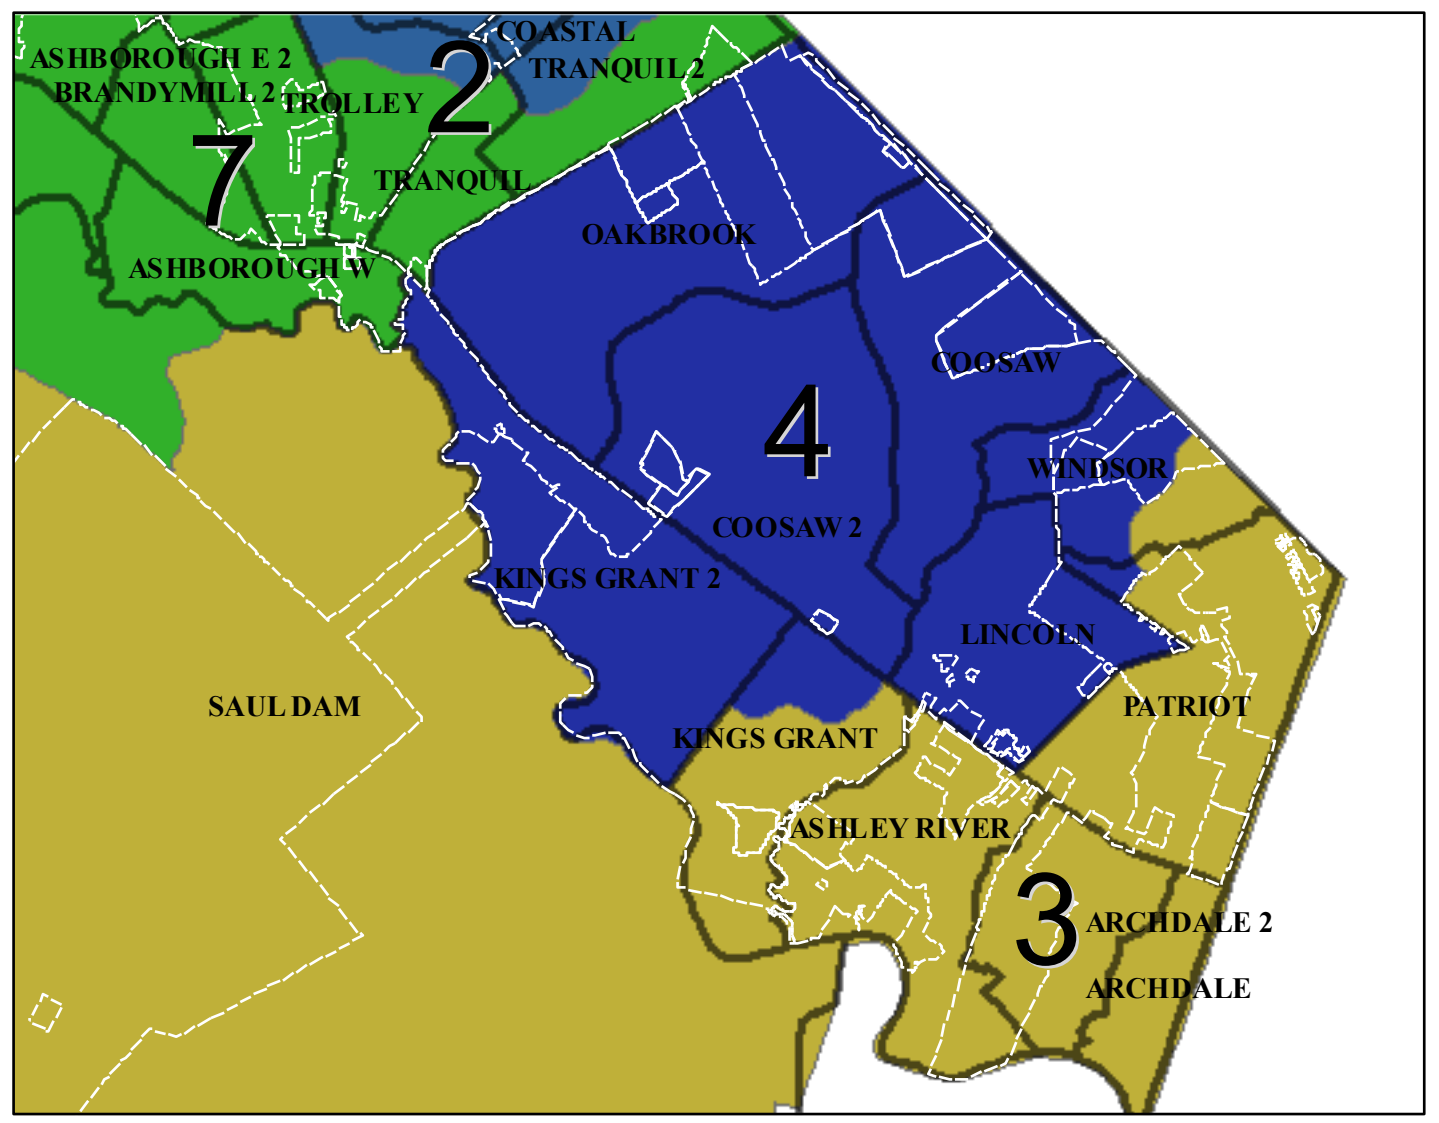 COASTAL
ASHBOROUGH E 2
TRANQUIL 2
BRANDYMILL 2
TROLLEY
2
7
TRANQUIL
OAKBROOK
ASHBOROUGH W
COOSAW
4
WINDSOR
COOSAW 2
KINGS GRANT 2
LINCOLN
SAUL DAM
PATRIOT
KINGS GRANT
ASHLEY RIVER
3
ARCHDALE 2
ARCHDALE